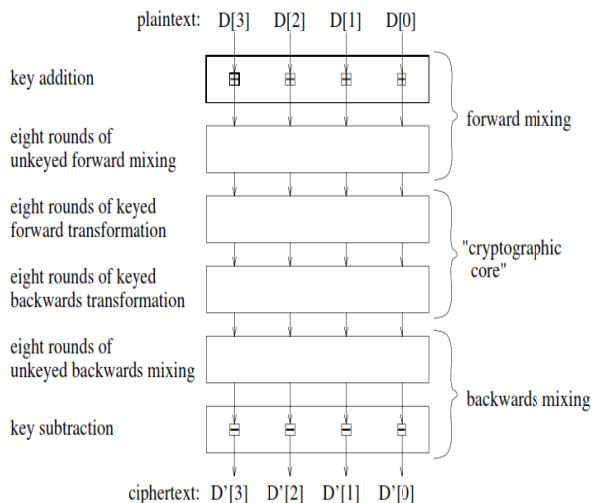 plaintext: D[3] D[2] D[1] D[0]
key addition
forward mixing
eight rounds of
unkeyed forward mixing
eight rounds of keyed
forward transformation
"cryptographic
core"
eight rounds of keyed
backwards transformation
eight rounds of
unkeyed backwards mixing
backwards mixing
key subtraction
ciphertext: D'[3] D'[2] D'[1] D'[0]